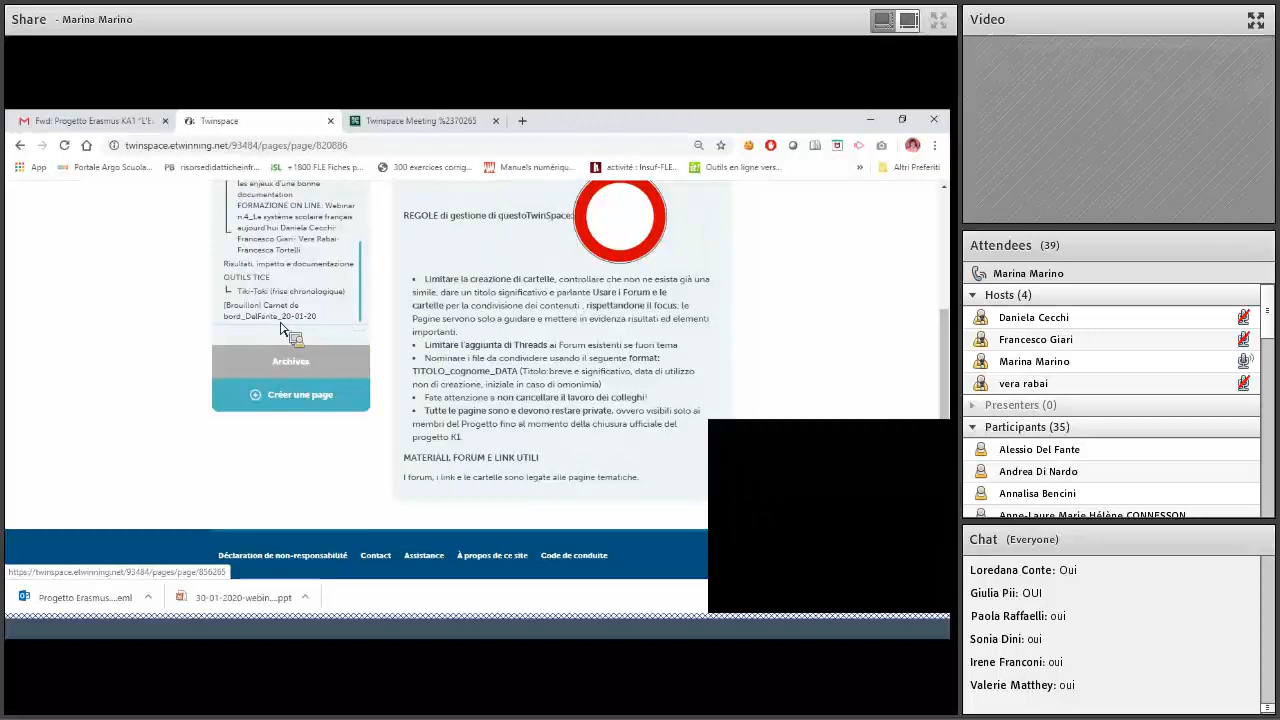 Share - Marina Marino
Fwd: Progetto Erasmus KA1 "L'E
Twinspace
Twinspace Meeting %2370265
twinspace.etwinning.net/93484/pages/page/820886
App
Portale Argo Scuola...
risorsedidatticheinfr...
+1800 FLE Fiches p...
300 exercices corrig...
Manuels numériqu...
activité : Insuf-FLE...
Outils en ligne vers...
Altri Preferiti
les enjeux d'une bonne
documentation
FORMAZIONE ON LINE: Webinar
n.4_Le système scolaire français
aujourd'hui Daniela Cecchi-
Francesco Giari- Vere Rabai-
Francesca Tortelli
Risultati, impetto e documentazione
OUTILS TICE
Tiki-Toki (frise chronologique)
[Brouillon] Carnet de
bord_DelFante_20-01-20
Archives
Créer une page
REGOLE di gestione di questoTwinSpace:
• Limitare la creazione di cartelle, controllare che non ne esista già una
simile, dare un titolo significativo e parlante Usare i Forum e le
cartelle per la condivisione dei contenuti , rispettandone il focus; le
Pagine servono solo a guidare e mettere in evidenza risultati ed elementi
importanti.
• Limitare l'aggiunta di Threads ai Forum esistenti se fuori tema
• Nominare i file da condividere usando il seguente format:
TITOLO_cognome_DATA (Titolo:breve e significativo, data di utilizzo
non di creazione, iniziale in caso di omonimia)
• Fate attenzione a non cancellare il lavoro dei colleghi!
• Tutte le pagine sono e devono restare private, ovvero visibili solo ai
membri del Progetto fino al momento della chiusura ufficiale del
progetto K1.
MATERIALI, FORUM E LINK UTILI
I forum, i link e le cartelle sono legate alle pagine tematiche.
Déclaration de non-responsabilité
Contact
Assistance
À propos de ce site
Code de conduite
https://twinspace.etwinning.net/93484/pages/page/856265
Progetto Erasmus....eml
30-01-2020-webin....ppt
Video
Attendees (39)
Marina Marino
Hosts (4)
Daniela Cecchi
Francesco Giari
Marina Marino
vera rabai
Presenters (0)
Participants (35)
Alessio Del Fante
Andrea Di Nardo
Annalisa Bencini
Anne-Laure Marie Hélène CONNESSON
Chat (Everyone)
Loredana Conte: Oui
Giulia Pii: OUI
Paola Raffaelli: oui
Sonia Dini: oui
Irene Franconi: oui
Valerie Matthey: oui